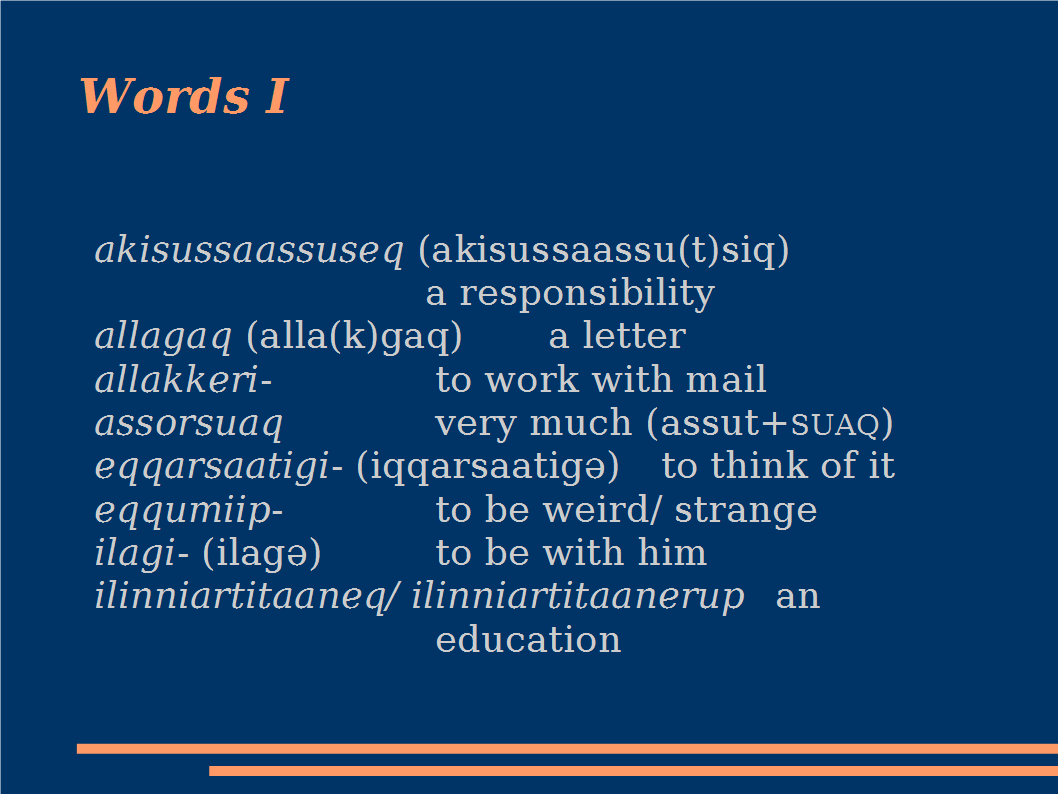 Words I
akisussaassuseq (akisussaassu(t)siq)
a responsibility
allagaq (alla(k)gaq) a letter
allakkeri- to work with mail
assorsuaq very much (assut+SUAQ)
eqqarsaatigi- (iqqarsaatigə) to think of it
eqqumiip- to be weird/ strange
ilagi- (ilagə) to be with him
ilinniartitaaneq/ ilinniartitaanerup an
education